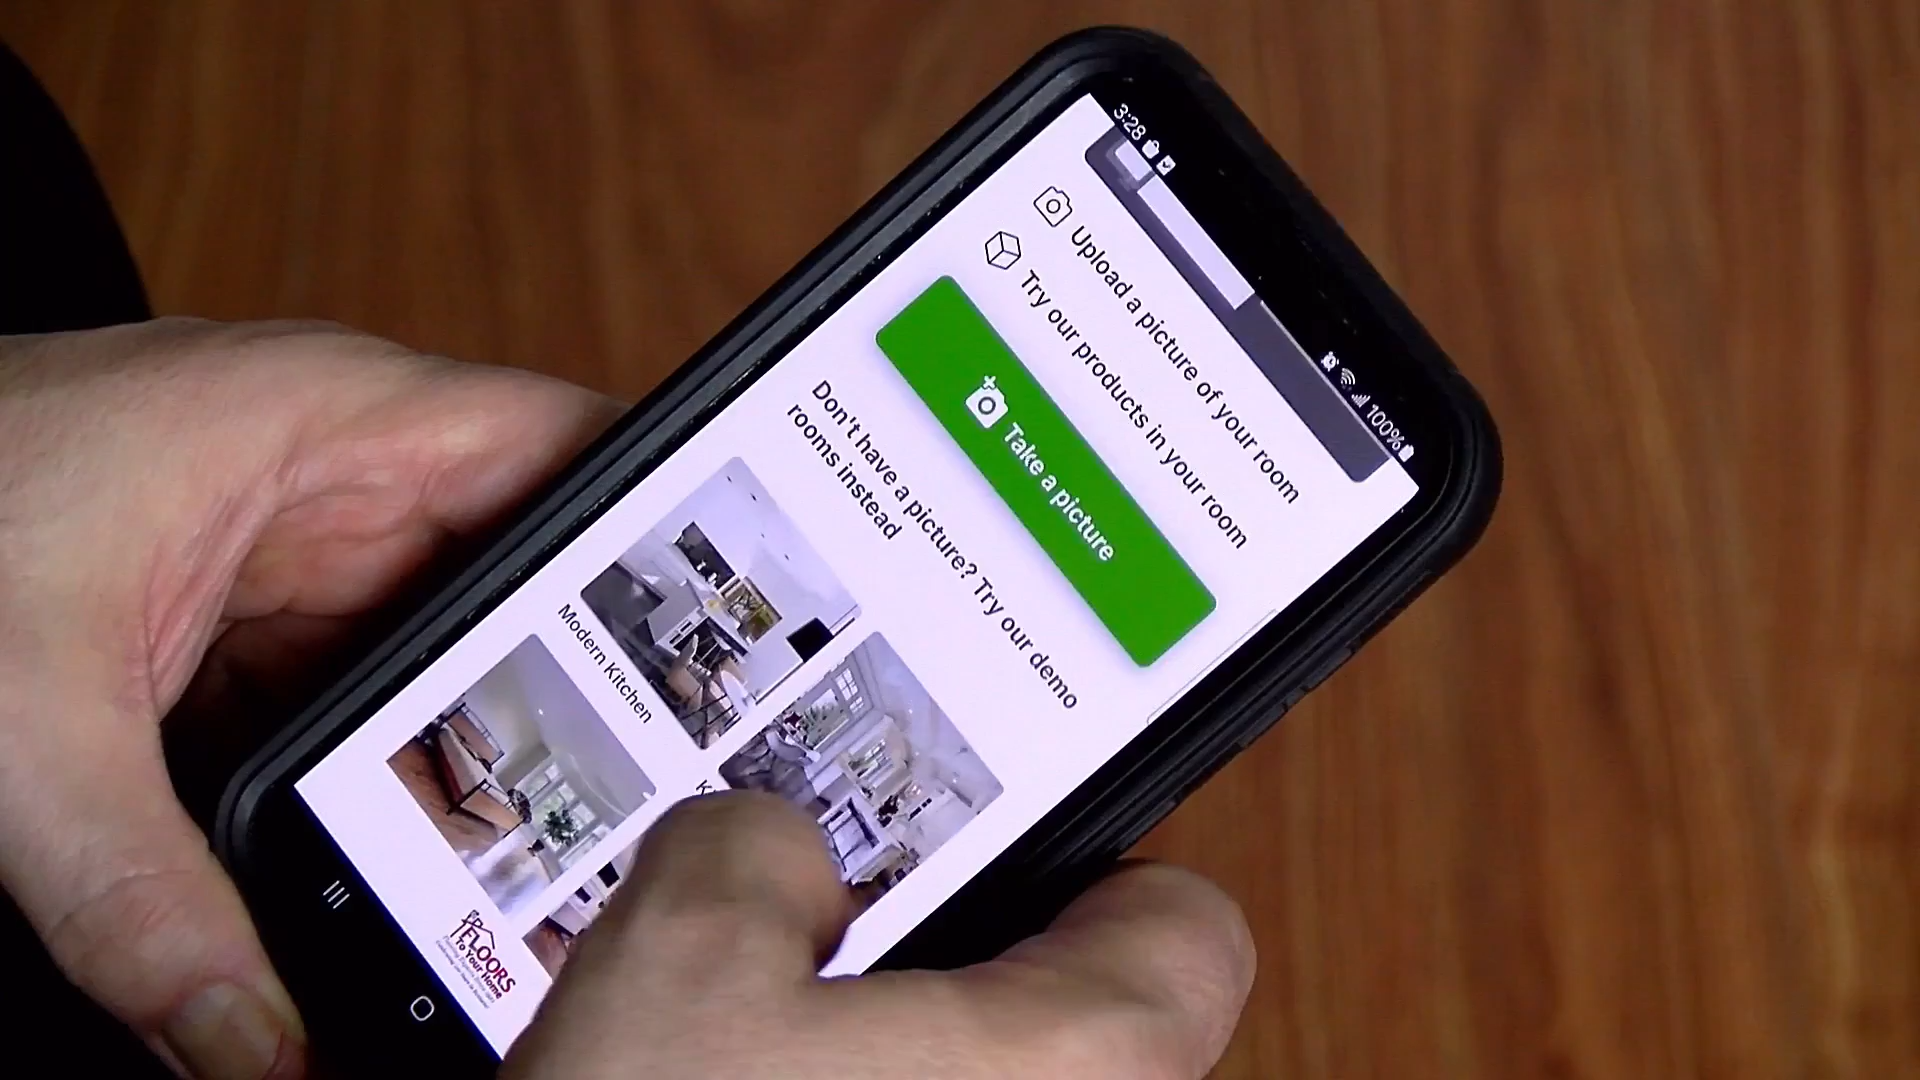 3:28
100%
Upload a picture of your room
Try our products in your room
Take a picture
Don't have a picture? Try our demo
rooms instead
Modern Kitchen
FLOORS
To Your Home